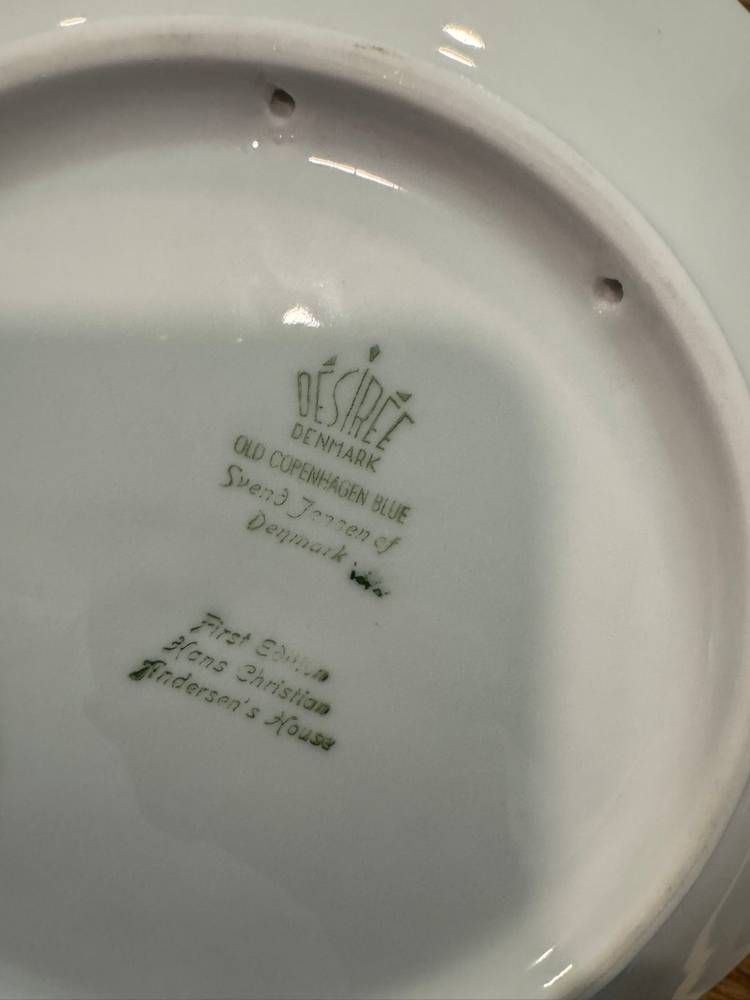 DÉSIRÉE
DENMARK
OLD COPENHAGEN BLUE
Svend Jensen of
Denmark
First Edition
Hans Christian
Andersen's House